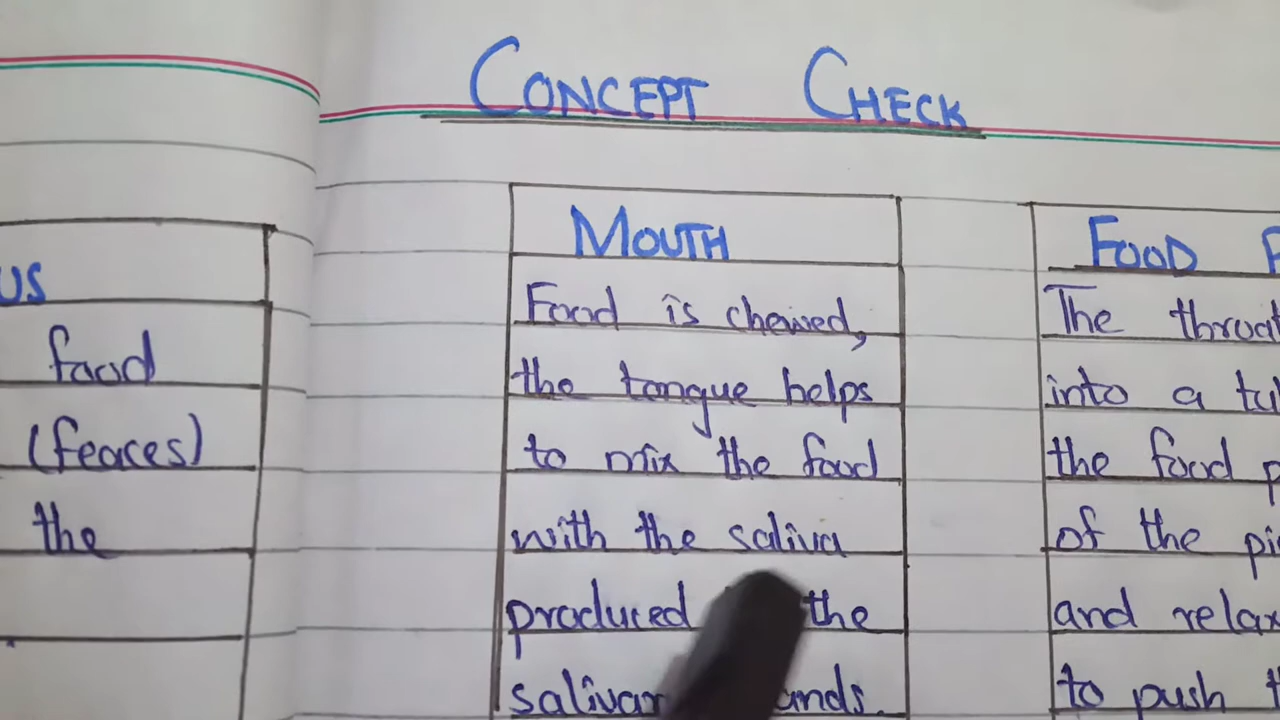 CONCEPT CHECK
US
food
(feaces)
the
MOUTH
Food is chewed,
the tongue helps
to mix the food
with the saliva
produced the
FOOD
The throat
into a
the food
of the
and
to push